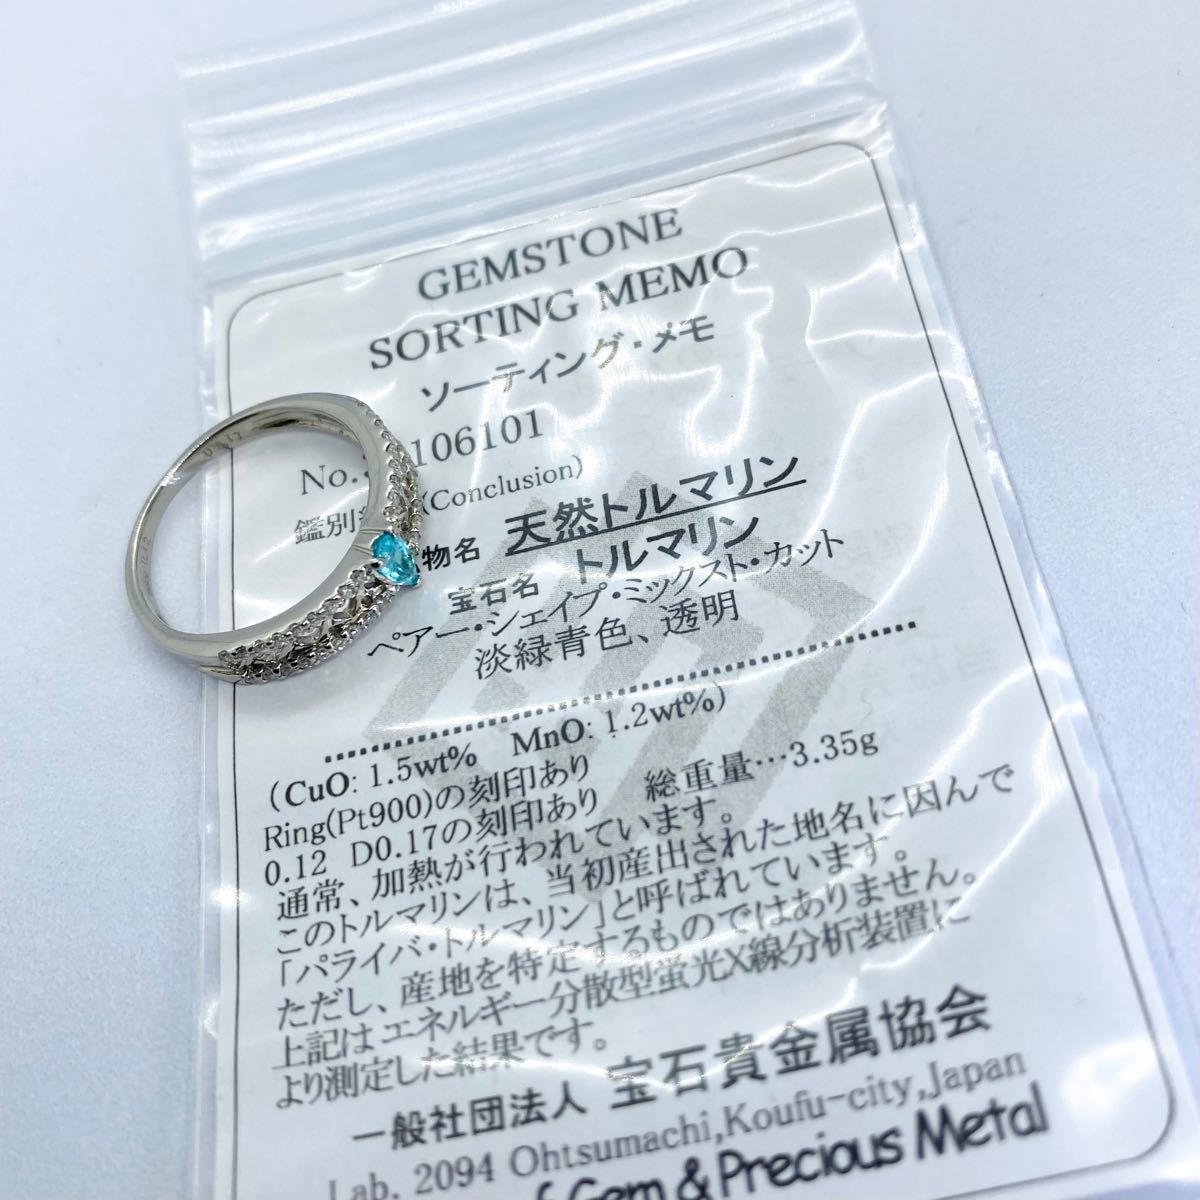 GEMSTONE
SORTING MEMO
ソーティング・メモ
No. 106101
鑑別 (Conclusion)
物名 天然トルマリン
宝石名 トルマリン
ペアー・シェイプ・ミックスト・カット
淡緑青色、透明
(CuO: 1.5wt% MnO: 1.2wt%)
Ring(Pt900)の刻印あり 総重量…3.35g
0.12 D0.17の刻印あり
通常、加熱が行われています。
このトルマリンは、当初産出された地名に因んで
「パライバ・トルマリン」と呼ばれています。
ただし、産地を特定するものではありません。
上記はエネルギー分散型蛍光X線分析装置に
より測定した結果です。
一般社団法人 宝石貴金属協会
Lab. 2094 Ohtsumachi,Koufu-city,Japan
of Gem & Precious Metal